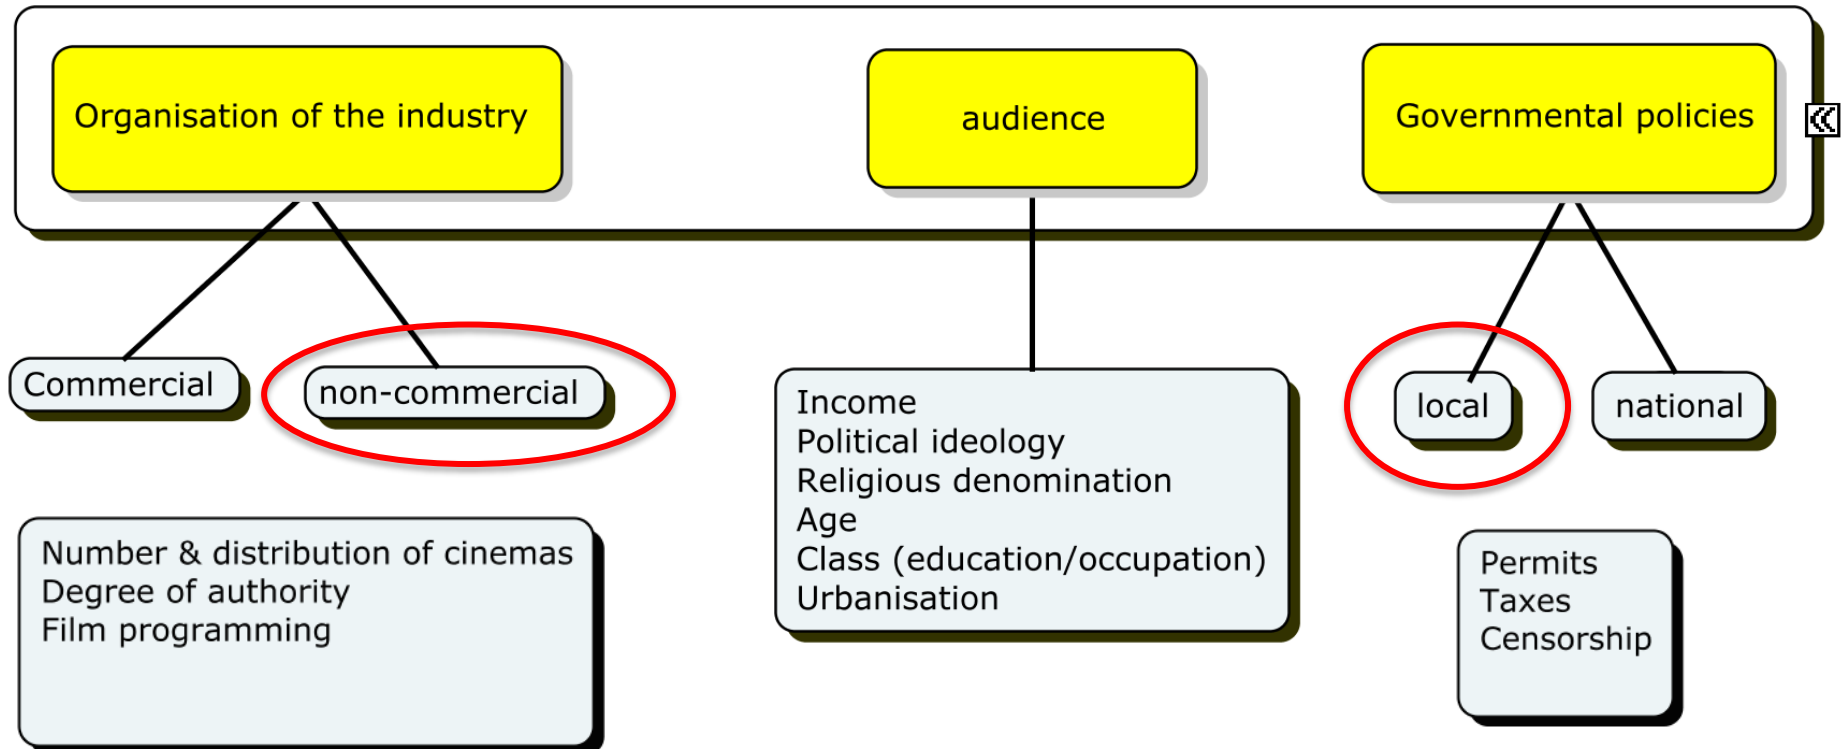 Organisation of the industry
audience
Governmental policies
Commercial
non-commercial
local
national
Number & distribution of cinemas
Degree of authority
Film programming
Income
Political ideology
Religious denomination
Age
Class (education/occupation)
Urbanisation
Permits
Taxes
Censorship